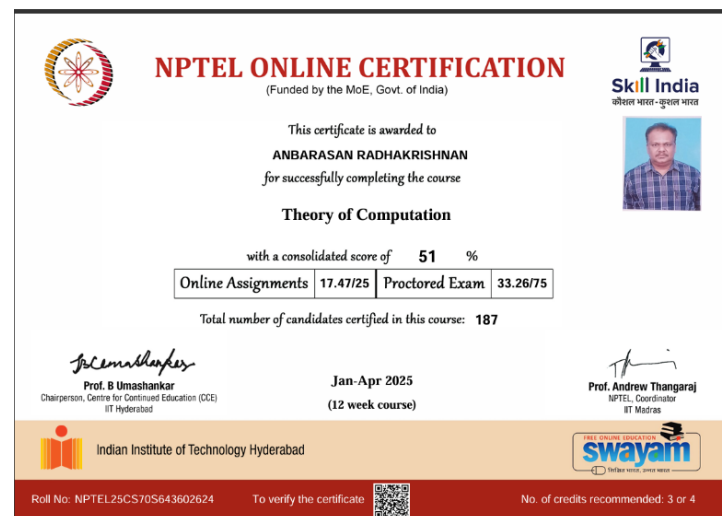 NPTEL ONLINE CERTIFICATION
(Funded by the MoE, Govt. of India)
Skill India
कौशल भारत - कुशल भारत
This certificate is awarded to
ANBARASAN RADHAKRISHNAN
for successfully completing the course
Theory of Computation
with a consolidated score of 51 %
Online Assignments 17.47/25 Proctored Exam 33.26/75
Total number of candidates certified in this course: 187
Prof. B Umashankar
Chairperson, Centre for Continued Education (CCE)
IIT Hyderabad
Jan-Apr 2025
(12 week course)
Prof. Andrew Thangaraj
NPTEL, Coordinator
IIT Madras
Indian Institute of Technology Hyderabad
FREE ONLINE EDUCATION
swayam
शिक्षित भारत, उन्नत भारत
Roll No: NPTEL25CS70S643602624 To verify the certificate No. of credits recommended: 3 or 4